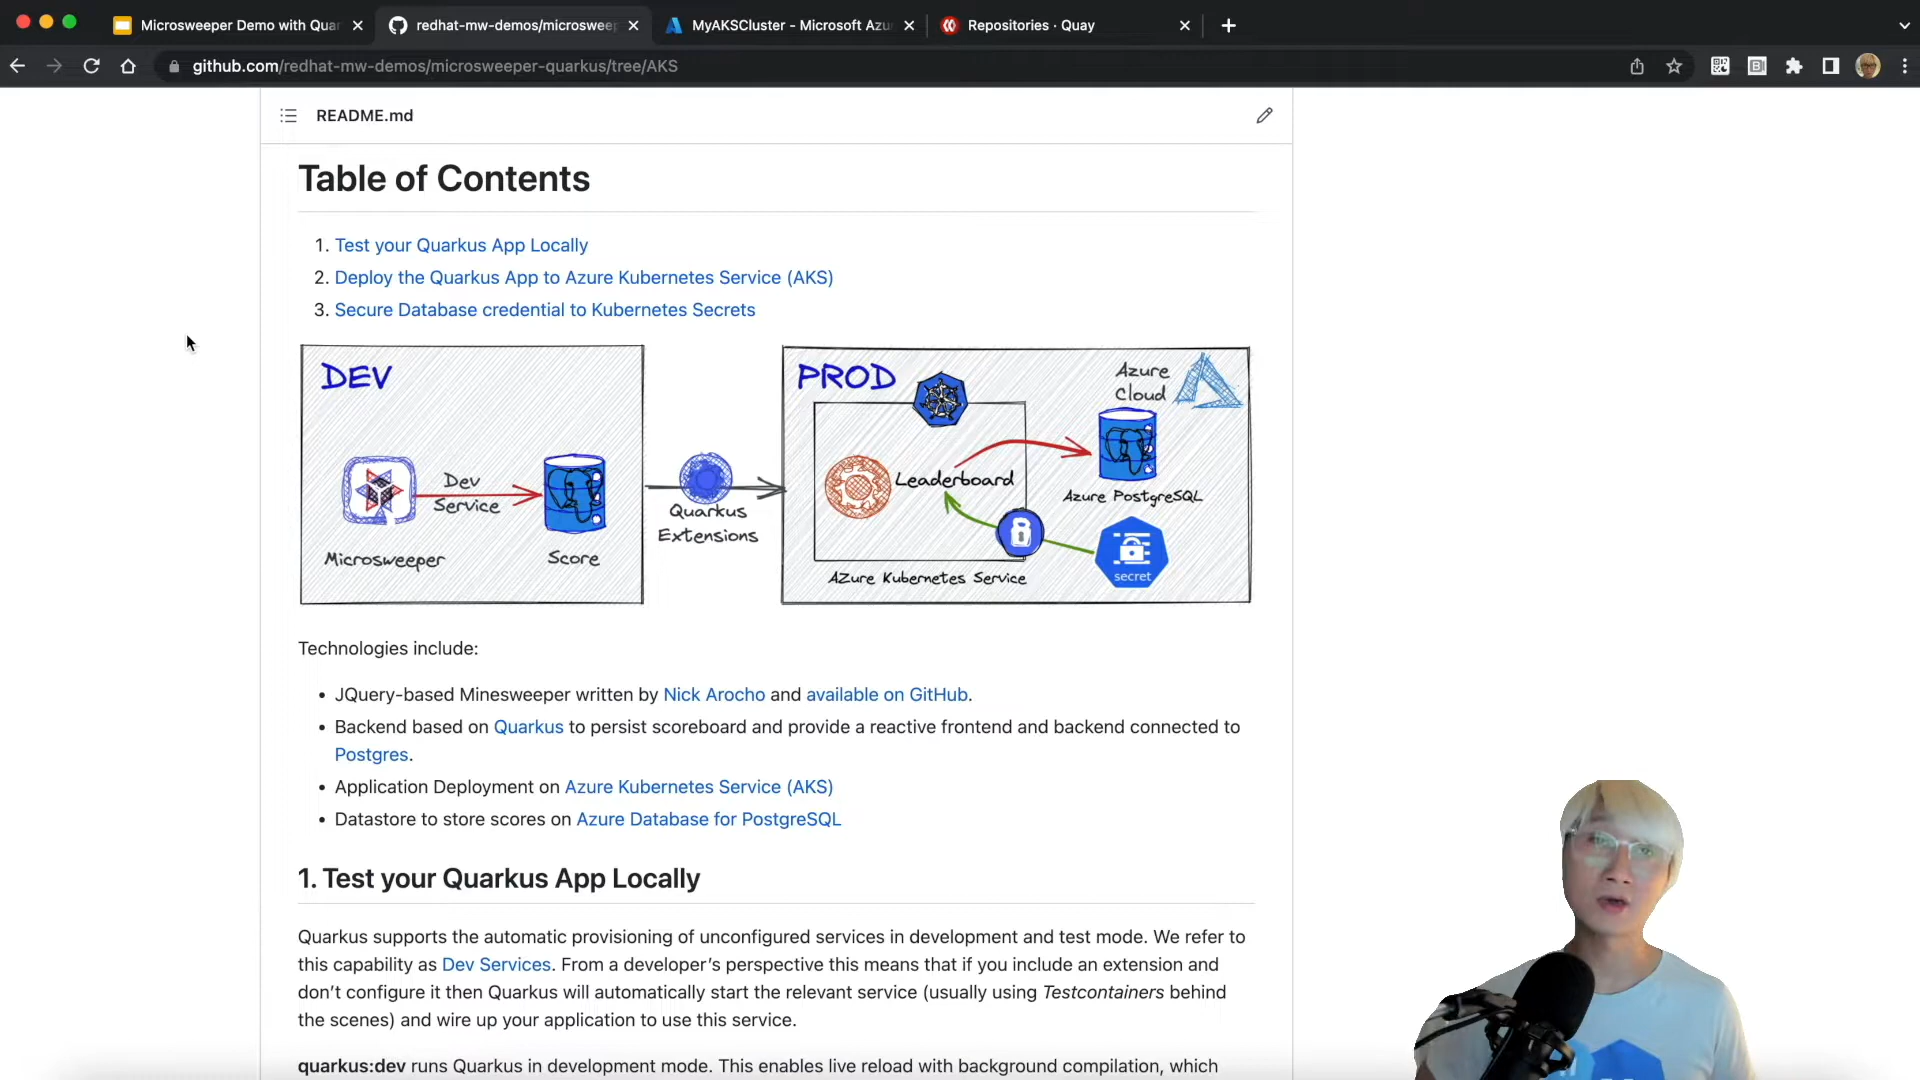 Microsweeper Demo with Quar
redhat-mw-demos/microsweep
MyAKSCluster - Microsoft Azu
Repositories · Quay
github.com/redhat-mw-demos/microsweeper-quarkus/tree/AKS
README.md
Table of Contents
1. Test your Quarkus App Locally
2. Deploy the Quarkus App to Azure Kubernetes Service (AKS)
3. Secure Database credential to Kubernetes Secrets
DEV
Dev
Service
Microsweeper
Score
Quarkus
Extensions
PROD
Azure
Cloud
Leaderboard
Azure PostgreSQL
secret
Azure Kubernetes Service
Technologies include:
• JQuery-based Minesweeper written by Nick Arocho and available on GitHub.
• Backend based on Quarkus to persist scoreboard and provide a reactive frontend and backend connected to
Postgres.
• Application Deployment on Azure Kubernetes Service (AKS)
• Datastore to store scores on Azure Database for PostgreSQL
1. Test your Quarkus App Locally
Quarkus supports the automatic provisioning of unconfigured services in development and test mode. We refer to
this capability as Dev Services. From a developer's perspective this means that if you include an extension and
don't configure it then Quarkus will automatically start the relevant service (usually using Testcontainers behind
the scenes) and wire up your application to use this service.
quarkus:dev runs Quarkus in development mode. This enables live reload with background compilation, which